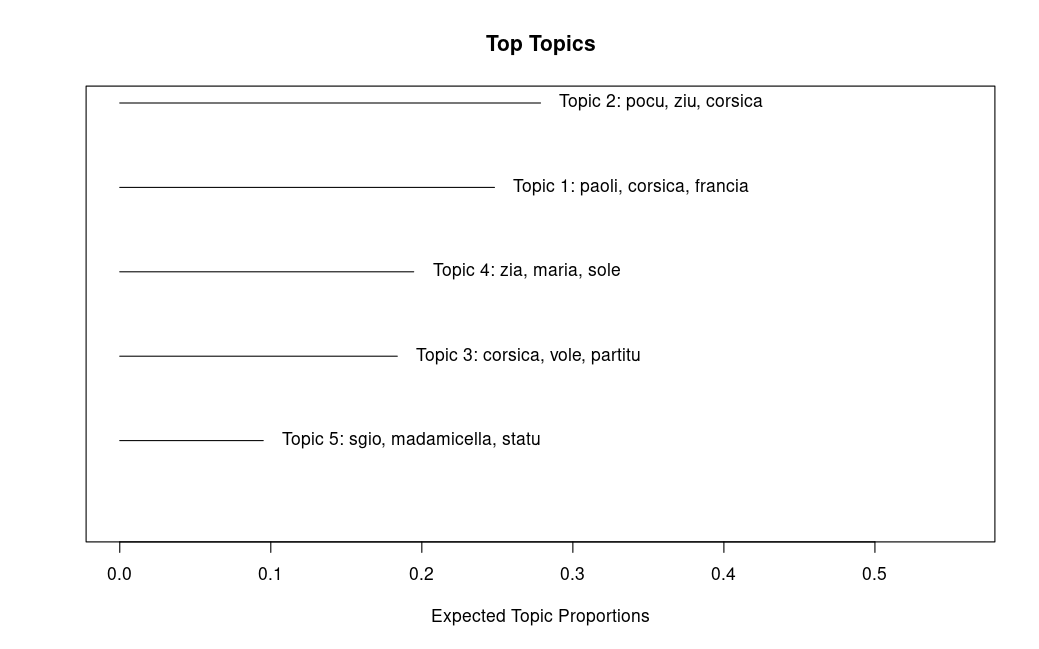 Top Topics
Topic 2: pocu, ziu, corsica
Topic 1: paoli, corsica, francia
Topic 4: zia, maria, sole
Topic 3: corsica, vole, partitu
Topic 5: sgio, madamicella, statu
0.0 0.1 0.2 0.3 0.4 0.5
Expected Topic Proportions